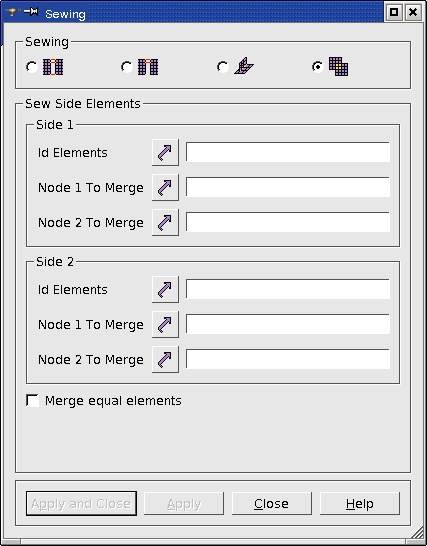 Sewing
Sewing
Sew Side Elements
Side 1
Id Elements
Node 1 To Merge
Node 2 To Merge
Side 2
Id Elements
Node 1 To Merge
Node 2 To Merge
Merge equal elements
Apply and Close Apply Close Help